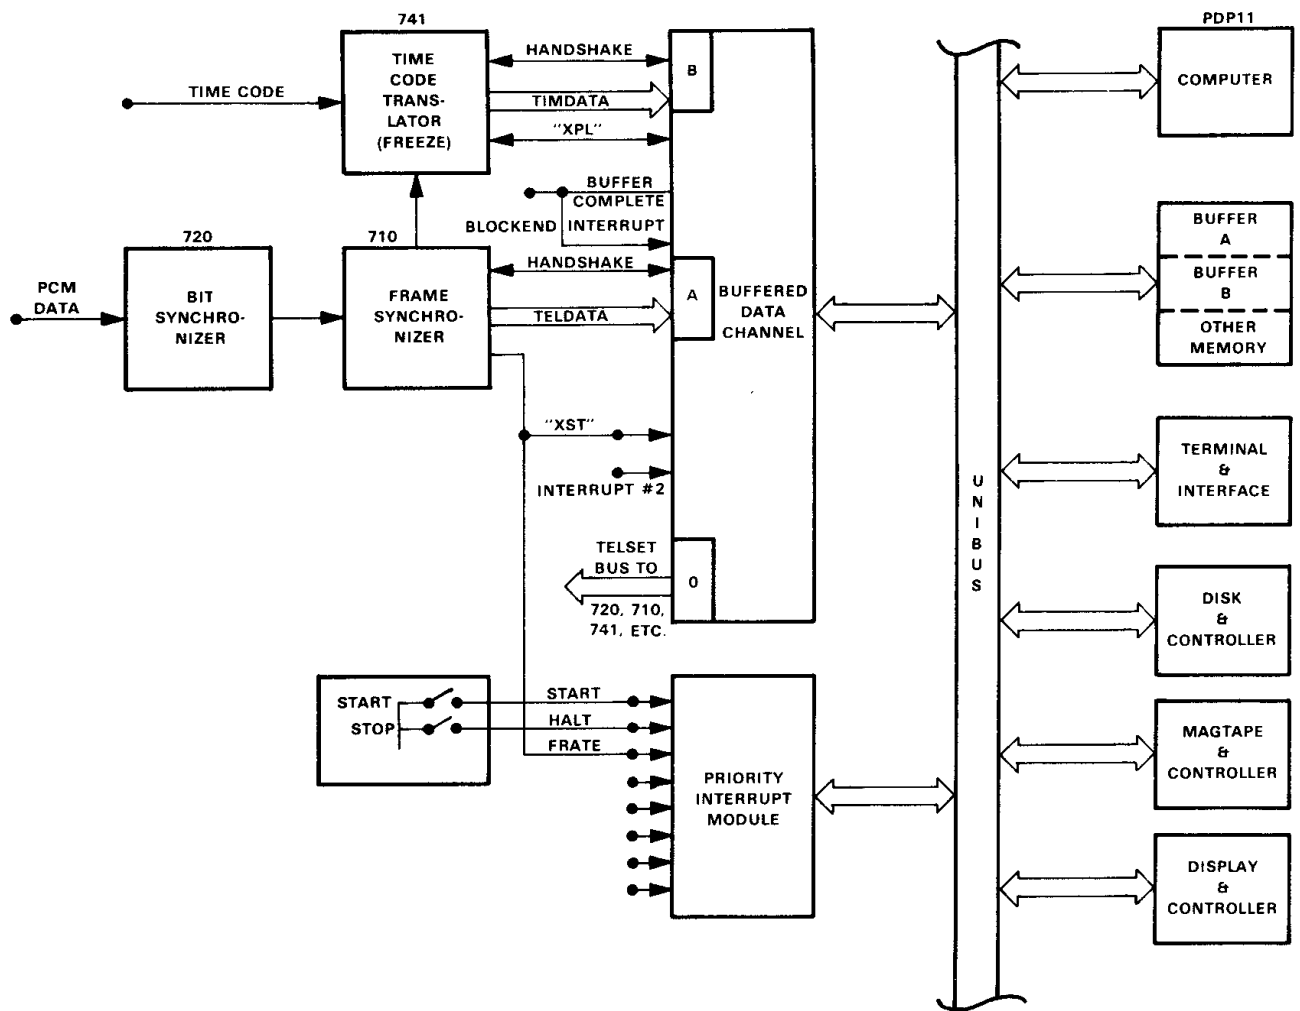 741
TIME
CODE
TRANS-
LATOR
(FREEZE)
TIME CODE
HANDSHAKE
TIMDATA
"XPL"
B
BUFFER
COMPLETE
BLOCKEND INTERRUPT
720
BIT
SYNCHRO-
NIZER
PCM
DATA
710
FRAME
SYNCHRO-
NIZER
HANDSHAKE
TELDATA
A
BUFFERED
DATA
CHANNEL
"XST"
INTERRUPT #2
TELSET
BUS TO
720, 710,
741, ETC.
0
START
STOP
START
HALT
FRATE
PRIORITY
INTERRUPT
MODULE
UNIBUS
PDP11
COMPUTER
BUFFER
A
BUFFER
B
OTHER
MEMORY
TERMINAL
&
INTERFACE
DISK
&
CONTROLLER
MAGTAPE
&
CONTROLLER
DISPLAY
&
CONTROLLER